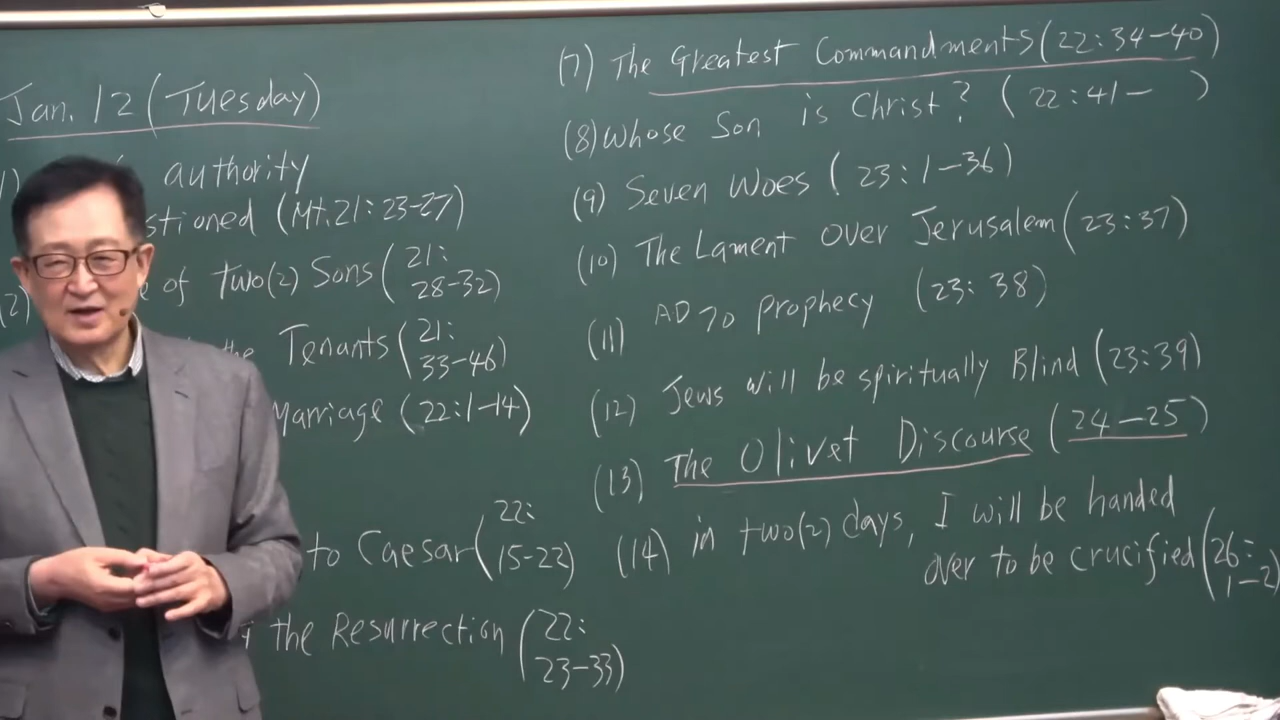 Jan. 12 (Tuesday)
authority
stioned (Mt. 21: 23-27)
of Two(2) Sons (21: 28-32)
the Tenants (21: 33-46)
Marriage (22:1-14)
to Caesar (22: 15-22)
the Resurrection (22: 23-33)
(7) The Greatest Commandments (22:34-40)
(8) Whose Son is Christ? (22:41- )
(9) Seven Woes (23:1-36)
(10) The Lament Over Jerusalem (23:37)
(11) AD 70 prophecy (23:38)
(12) Jews will be spiritually Blind (23:39)
(13) The Olivet Discourse (24-25)
(14) in two(2) days, I will be handed
over to be crucified (26: 1-2)